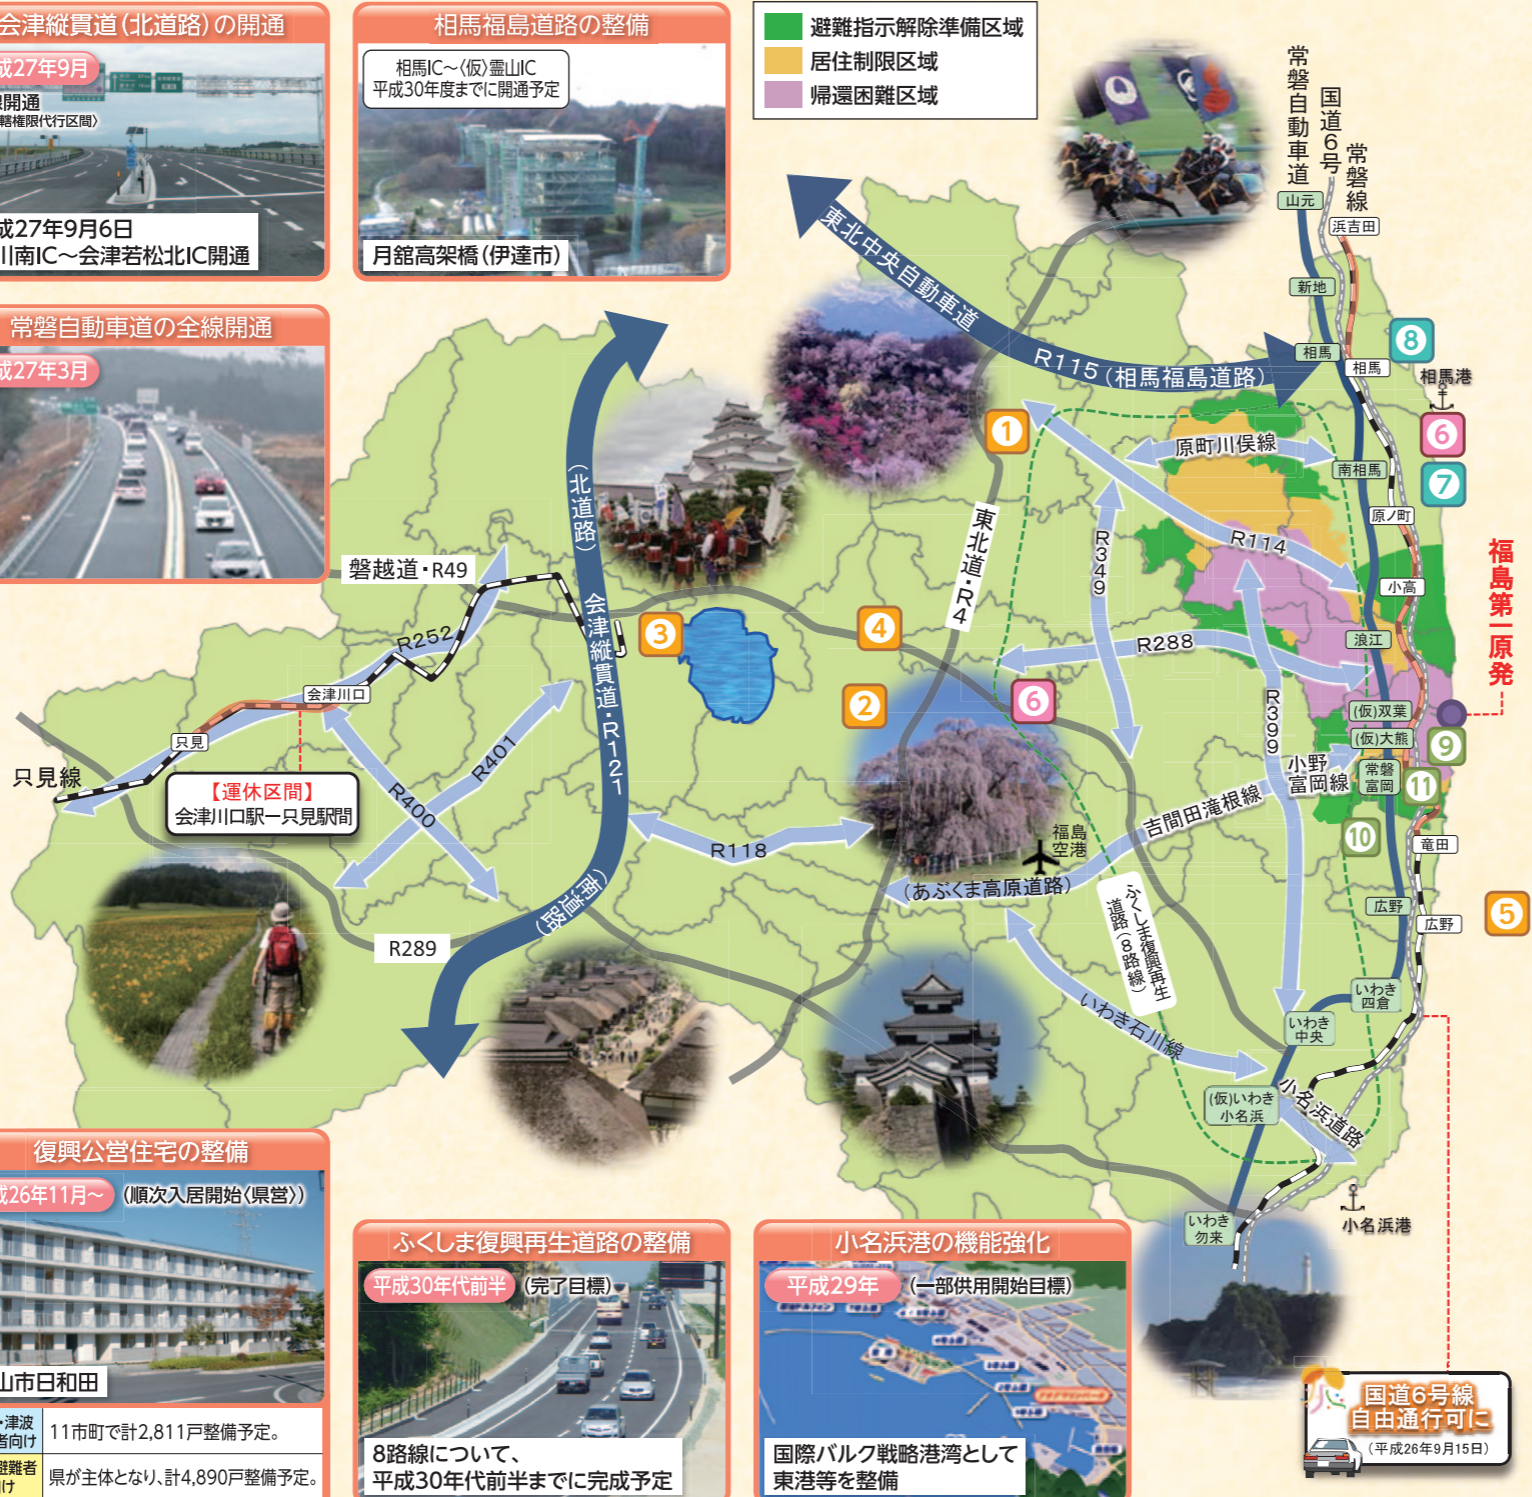 会津縦貫道(北道路)の開通
成27年9月
開通
轄権限代行区間〉
成27年9月6日
川南IC～会津若松北IC開通
相馬福島道路の整備
相馬IC～〈仮〉霊山IC
平成30年度までに開通予定
月舘高架橋(伊達市)
避難指示解除準備区域
居住制限区域
帰還困難区域
常磐自動車道の全線開通
成27年3月
常磐自動車道
国道6号
常磐線
山元
浜吉田
新地
相馬
相馬
8
相馬港
6
7
南相馬
原ノ町
小高
浪江
福島第一原発
(仮)双葉
(仮)大熊
9
常磐
富岡
11
10
竜田
広野
広野
5
いわき
四倉
いわき
中央
(仮)いわき
小名浜
小名浜道路
小名浜港
いわき
勿来
東北中央自動車道
R115(相馬福島道路)
1
原町川俣線
R114
R349
R288
R399
小野
富岡線
吉間田滝根線
(あぶくま高原道路)
福島
空港
ふくしま復興再生
道路(8路線)
いわき石川線
東北道・R4
4
2
6
3
磐越道・R49
(北道路)
会津縦貫道・R121
(南道路)
R252
会津川口
只見
只見線
【運休区間】
会津川口駅ー只見駅間
R401
R400
R118
R289
復興公営住宅の整備
成26年11月～
(順次入居開始〈県営〉)
山市日和田
・津波
者向け
11市町で計2,811戸整備予定。
避難者
け
県が主体となり、計4,890戸整備予定。
ふくしま復興再生道路の整備
平成30年代前半
(完了目標)
8路線について、
平成30年代前半までに完成予定
小名浜港の機能強化
平成29年
(一部供用開始目標)
国際バルク戦略港湾として
東港等を整備
国道6号線
自由通行可に
(平成26年9月15日)